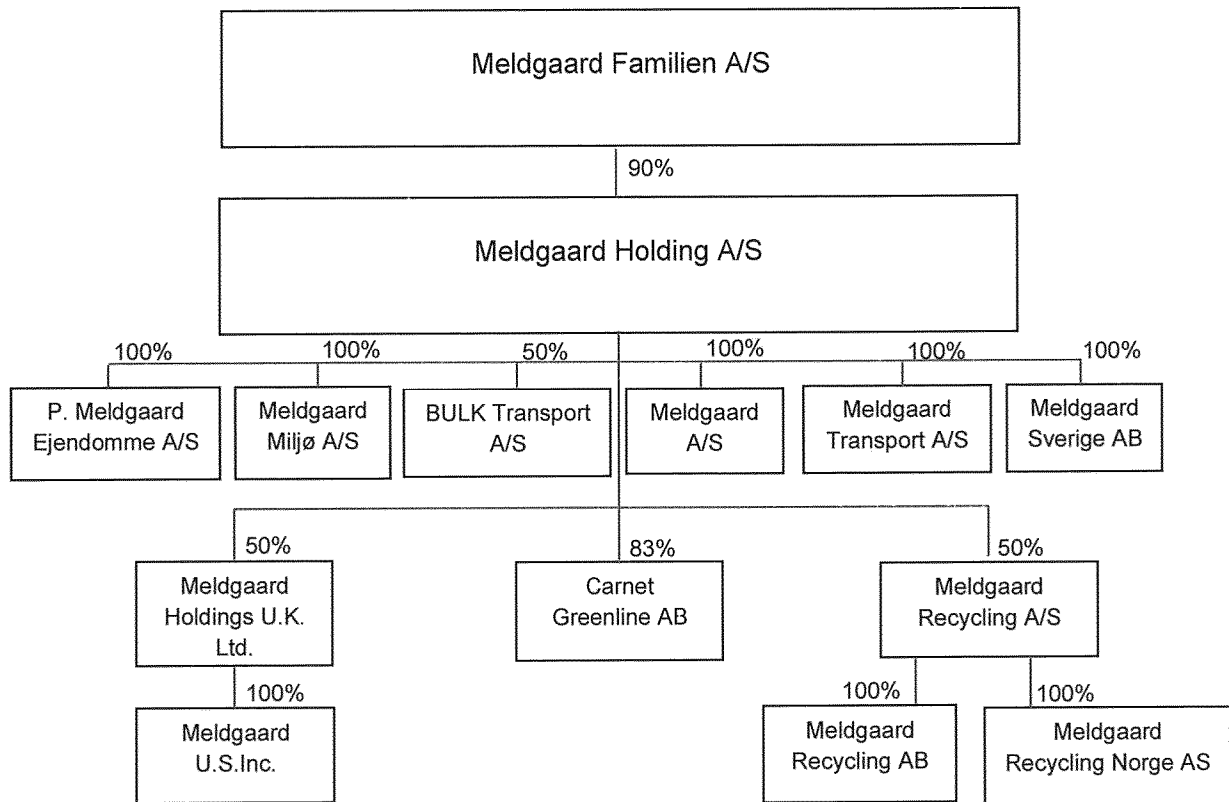 Meldgaard Familien A/S
90%
Meldgaard Holding A/S
100%
100%
50%
100%
100%
100%
P. Meldgaard
Ejendomme A/S
Meldgaard
Miljø A/S
BULK Transport
A/S
Meldgaard
A/S
Meldgaard
Transport A/S
Meldgaard
Sverige AB
50%
83%
50%
Meldgaard
Holdings U.K.
Ltd.
Carnet
Greenline AB
Meldgaard
Recycling A/S
100%
100%
100%
Meldgaard
U.S.Inc.
Meldgaard
Recycling AB
Meldgaard
Recycling Norge AS